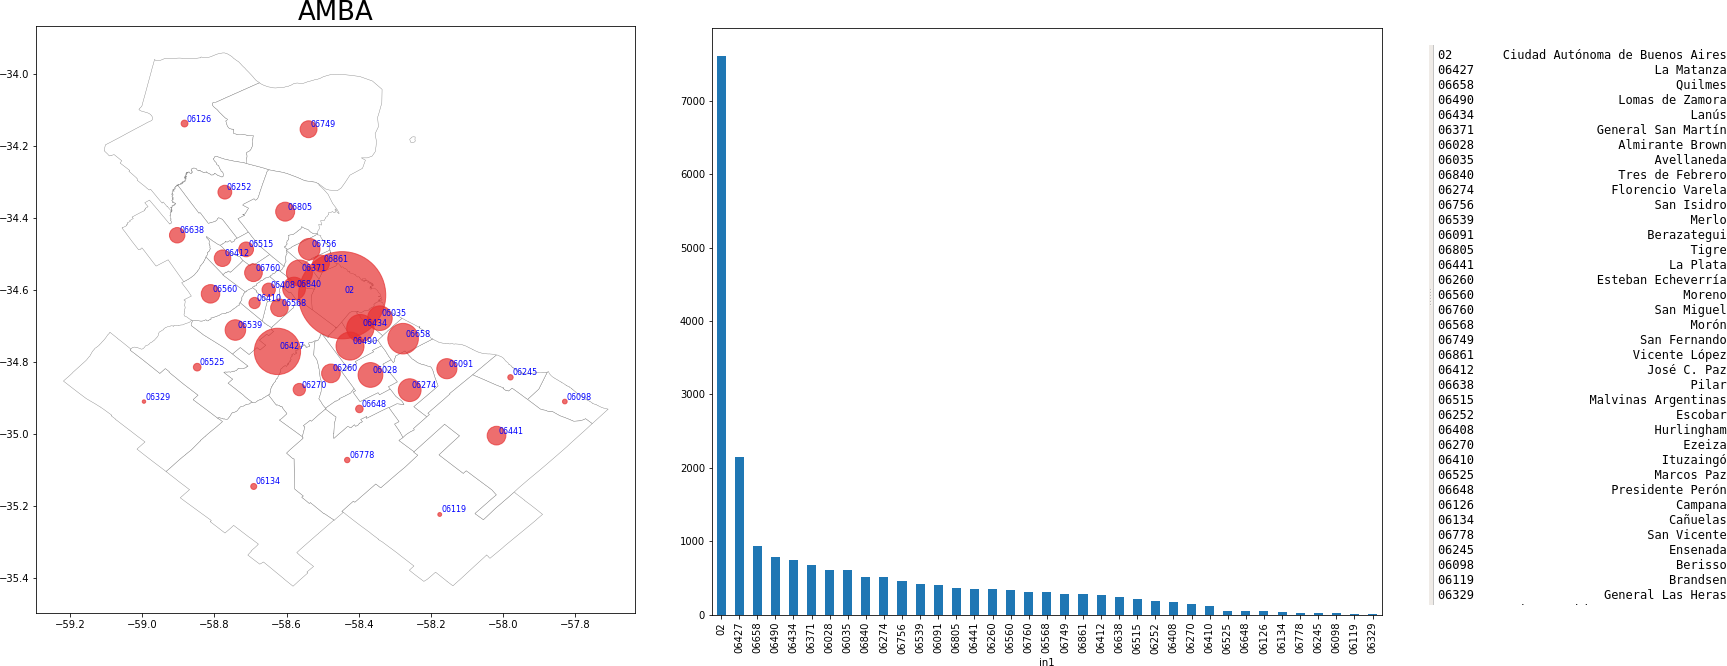 AMBA
−34.0
−34.2
−34.4
−34.6
−34.8
−35.0
−35.2
−35.4
−59.2
−59.0
−58.8
−58.6
−58.4
−58.2
−58.0
−57.8
06126
06749
06252
06805
06638
06515
06756
06412
06861
06760
06371
06408
06840
02
06560
06410
06568
06035
06539
06434
06658
06427
06490
06525
06260
06028
06091
06245
06270
06274
06329
06648
06098
06441
06778
06134
06119
7000
6000
5000
4000
3000
2000
1000
0
02
06427
06658
06490
06434
06371
06028
06035
06840
06274
06756
06539
06091
06805
06441
06260
06560
06760
06568
06749
06861
06412
06638
06515
06252
06408
06270
06410
06525
06648
06126
06134
06778
06245
06098
06119
06329
in1
02 Ciudad Autónoma de Buenos Aires
06427 La Matanza
06658 Quilmes
06490 Lomas de Zamora
06434 Lanús
06371 General San Martín
06028 Almirante Brown
06035 Avellaneda
06840 Tres de Febrero
06274 Florencio Varela
06756 San Isidro
06539 Merlo
06091 Berazategui
06805 Tigre
06441 La Plata
06260 Esteban Echeverría
06560 Moreno
06760 San Miguel
06568 Morón
06749 San Fernando
06861 Vicente López
06412 José C. Paz
06638 Pilar
06515 Malvinas Argentinas
06252 Escobar
06408 Hurlingham
06270 Ezeiza
06410 Ituzaingó
06525 Marcos Paz
06648 Presidente Perón
06126 Campana
06134 Cañuelas
06778 San Vicente
06245 Ensenada
06098 Berisso
06119 Brandsen
06329 General Las Heras